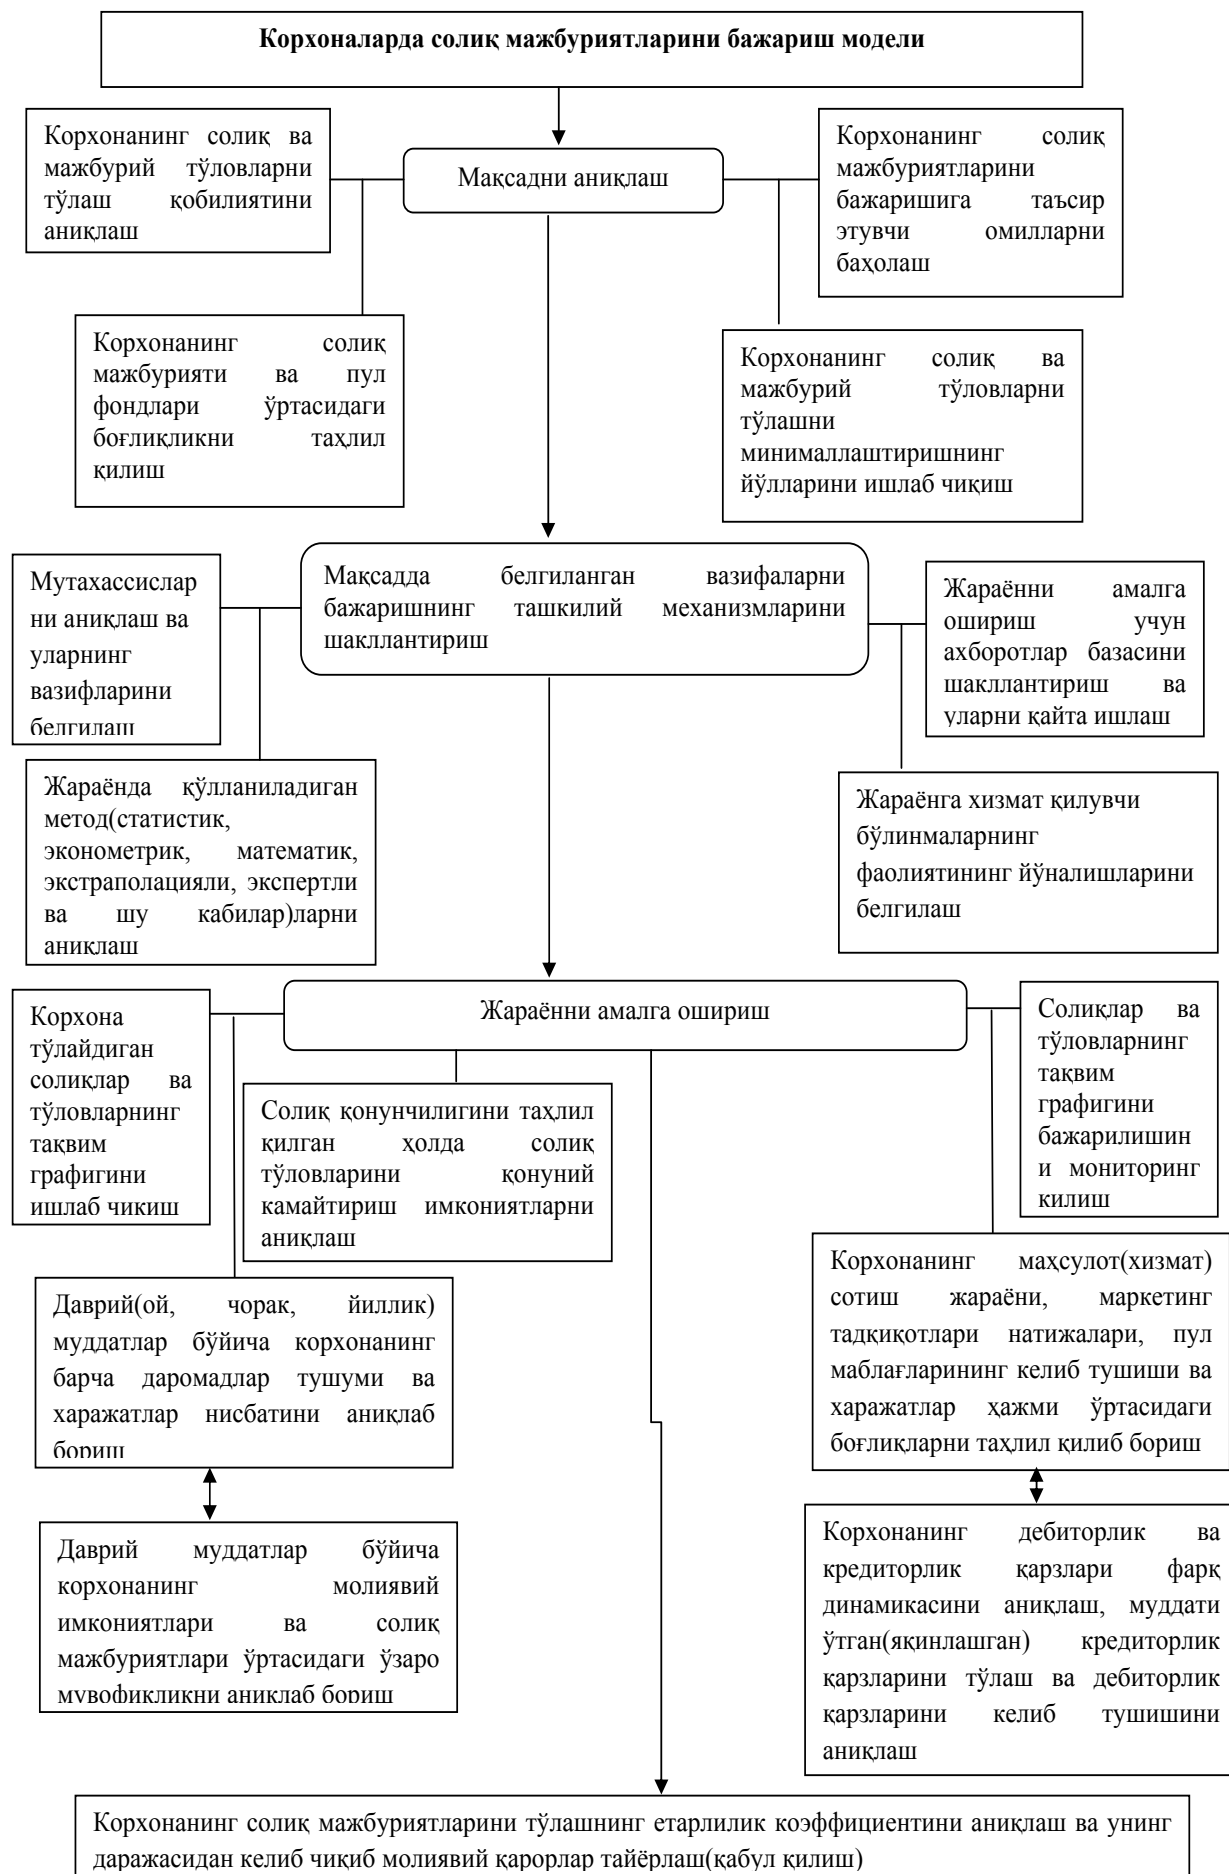 Корхоналарда солиқ мажбуриятларини бажариш модели
Корхонанинг солиқ ва
мажбурий тўловларни
тўлаш қобилиятини
аниқлаш
Мақсадни аниқлаш
Корхонанинг солиқ
мажбуриятларини
бажаришига таъсир
этувчи омилларни
баҳолаш
Корхонанинг солиқ
мажбурияти ва пул
фондлари ўртасидаги
боғлиқликни таҳлил
қилиш
Корхонанинг солиқ ва
мажбурий тўловларни
тўлашни
минималлаштиришнинг
йўлларини ишлаб чиқиш
Мутахассислар
ни аниқлаш ва
уларнинг
вазифларини
белгилаш
Мақсадда белгиланган вазифаларни
бажаришнинг ташкилий механизмларини
шакллантириш
Жараённи амалга
ошириш учун
ахборотлар базасини
шакллантириш ва
уларни қайта ишлаш
Жараёнда қўлланиладиган
метод(статистик,
эконометрик, математик,
экстраполацияли, экспертли
ва шу кабилар)ларни
аниқлаш
Жараёнга хизмат қилувчи
бўлинмаларнинг
фаолиятининг йўналишларини
белгилаш
Жараённи амалга ошириш
Корхона
тўлайдиган
солиқлар ва
тўловларнинг
тақвим
графигини
ишлаб чикиш
Солиқ қонунчилигини таҳлил
қилган ҳолда солиқ
тўловларини қонуний
камайтириш имкониятларни
аниқлаш
Солиқлар ва
тўловларнинг
тақвим
графигини
бажарилишин
и мониторинг
килиш
Даврий(ой, чорак, йиллик)
муддатлар бўйича корхонанинг
барча даромадлар тушуми ва
харажатлар нисбатини аниқлаб
бориш
Корхонанинг маҳсулот(хизмат)
сотиш жараёни, маркетинг
тадқиқотлари натижалари, пул
маблағларининг келиб тушиши ва
харажатлар ҳажми ўртасидаги
боғлиқларни таҳлил қилиб бориш
Даврий муддатлар бўйича
корхонанинг молиявий
имкониятлари ва солиқ
мажбуриятлари ўртасидаги ўзаро
мувофикликни аниклаб бориш
Корхонанинг дебиторлик ва
кредиторлик қарзлари фарқ
динамикасини аниқлаш, муддати
ўтган(яқинлашган) кредиторлик
қарзларини тўлаш ва дебиторлик
қарзларини келиб тушишини
аниқлаш
Корхонанинг солиқ мажбуриятларини тўлашнинг етарлилик коэффициентини аниқлаш ва унинг
даражасидан келиб чиқиб молиявий қарорлар тайёрлаш(қабул қилиш)